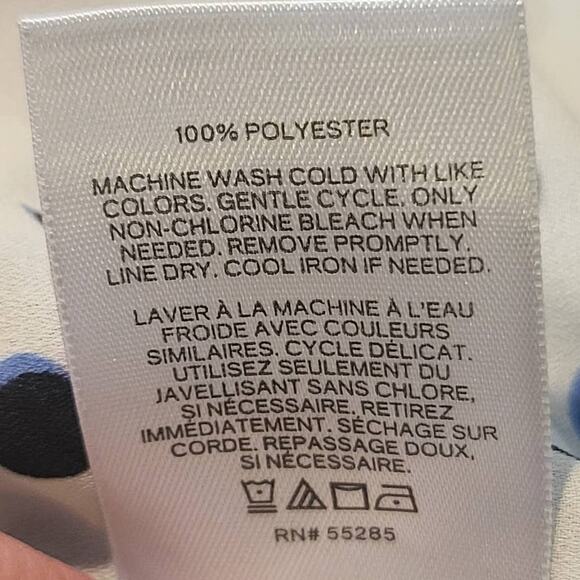 100% POLYESTER
MACHINE WASH COLD WITH LIKE
COLORS. GENTLE CYCLE. ONLY
NON-CHLORINE BLEACH WHEN
NEEDED. REMOVE PROMPTLY.
LINE DRY. COOL IRON IF NEEDED.
LAVER À LA MACHINE À L'EAU
FROIDE AVEC COULEURS
SIMILAIRES. CYCLE DÉLICAT.
UTILISEZ SEULEMENT DU
JAVELLISANT SANS CHLORE,
SI NÉCESSAIRE. RETIREZ
IMMÉDIATEMENT. SÉCHAGE SUR
CORDE. REPASSAGE DOUX,
SI NÉCESSAIRE.
RN# 55285